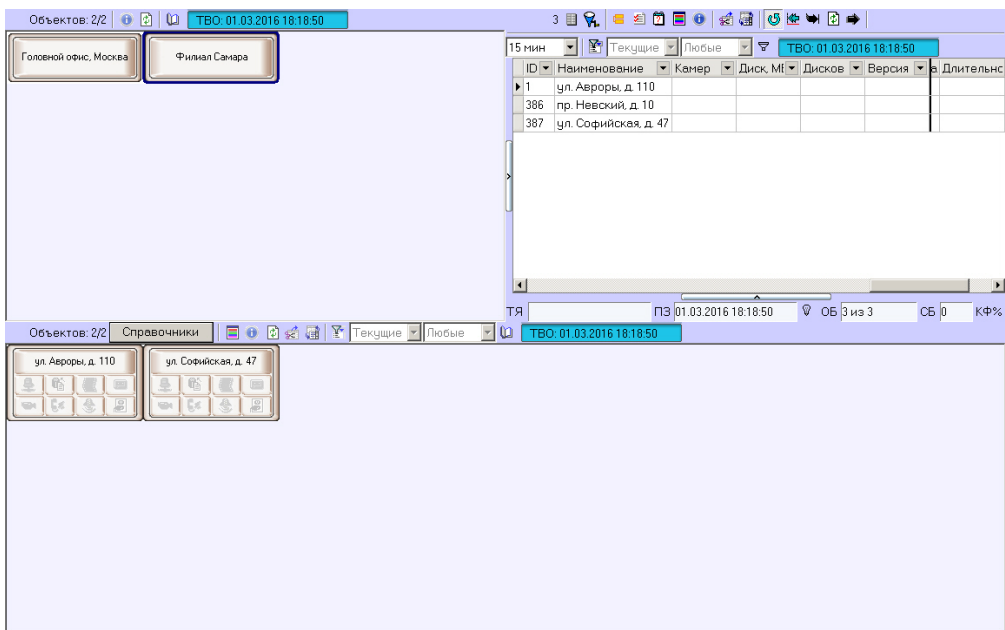 Объектов: 2/2 ТВО: 01.03.2016 18:18:50
Головной офис, Москва Филиал Самара
3
15 мин Текущие Любые ТВО: 01.03.2016 18:18:50
ID Наименование Камер Диск, МБ Дисков Версия а Длительнс
1 ул. Авроры, д. 110
386 пр. Невский, д. 10
387 ул. Софийская, д. 47
ТЯ ПЗ 01.03.2016 18:18:50 ОБ 3 из 3 СБ 0 КФ%
Объектов: 2/2 Справочники Текущие Любые ТВО: 01.03.2016 18:18:50
ул. Авроры, д. 110 ул. Софийская, д. 47